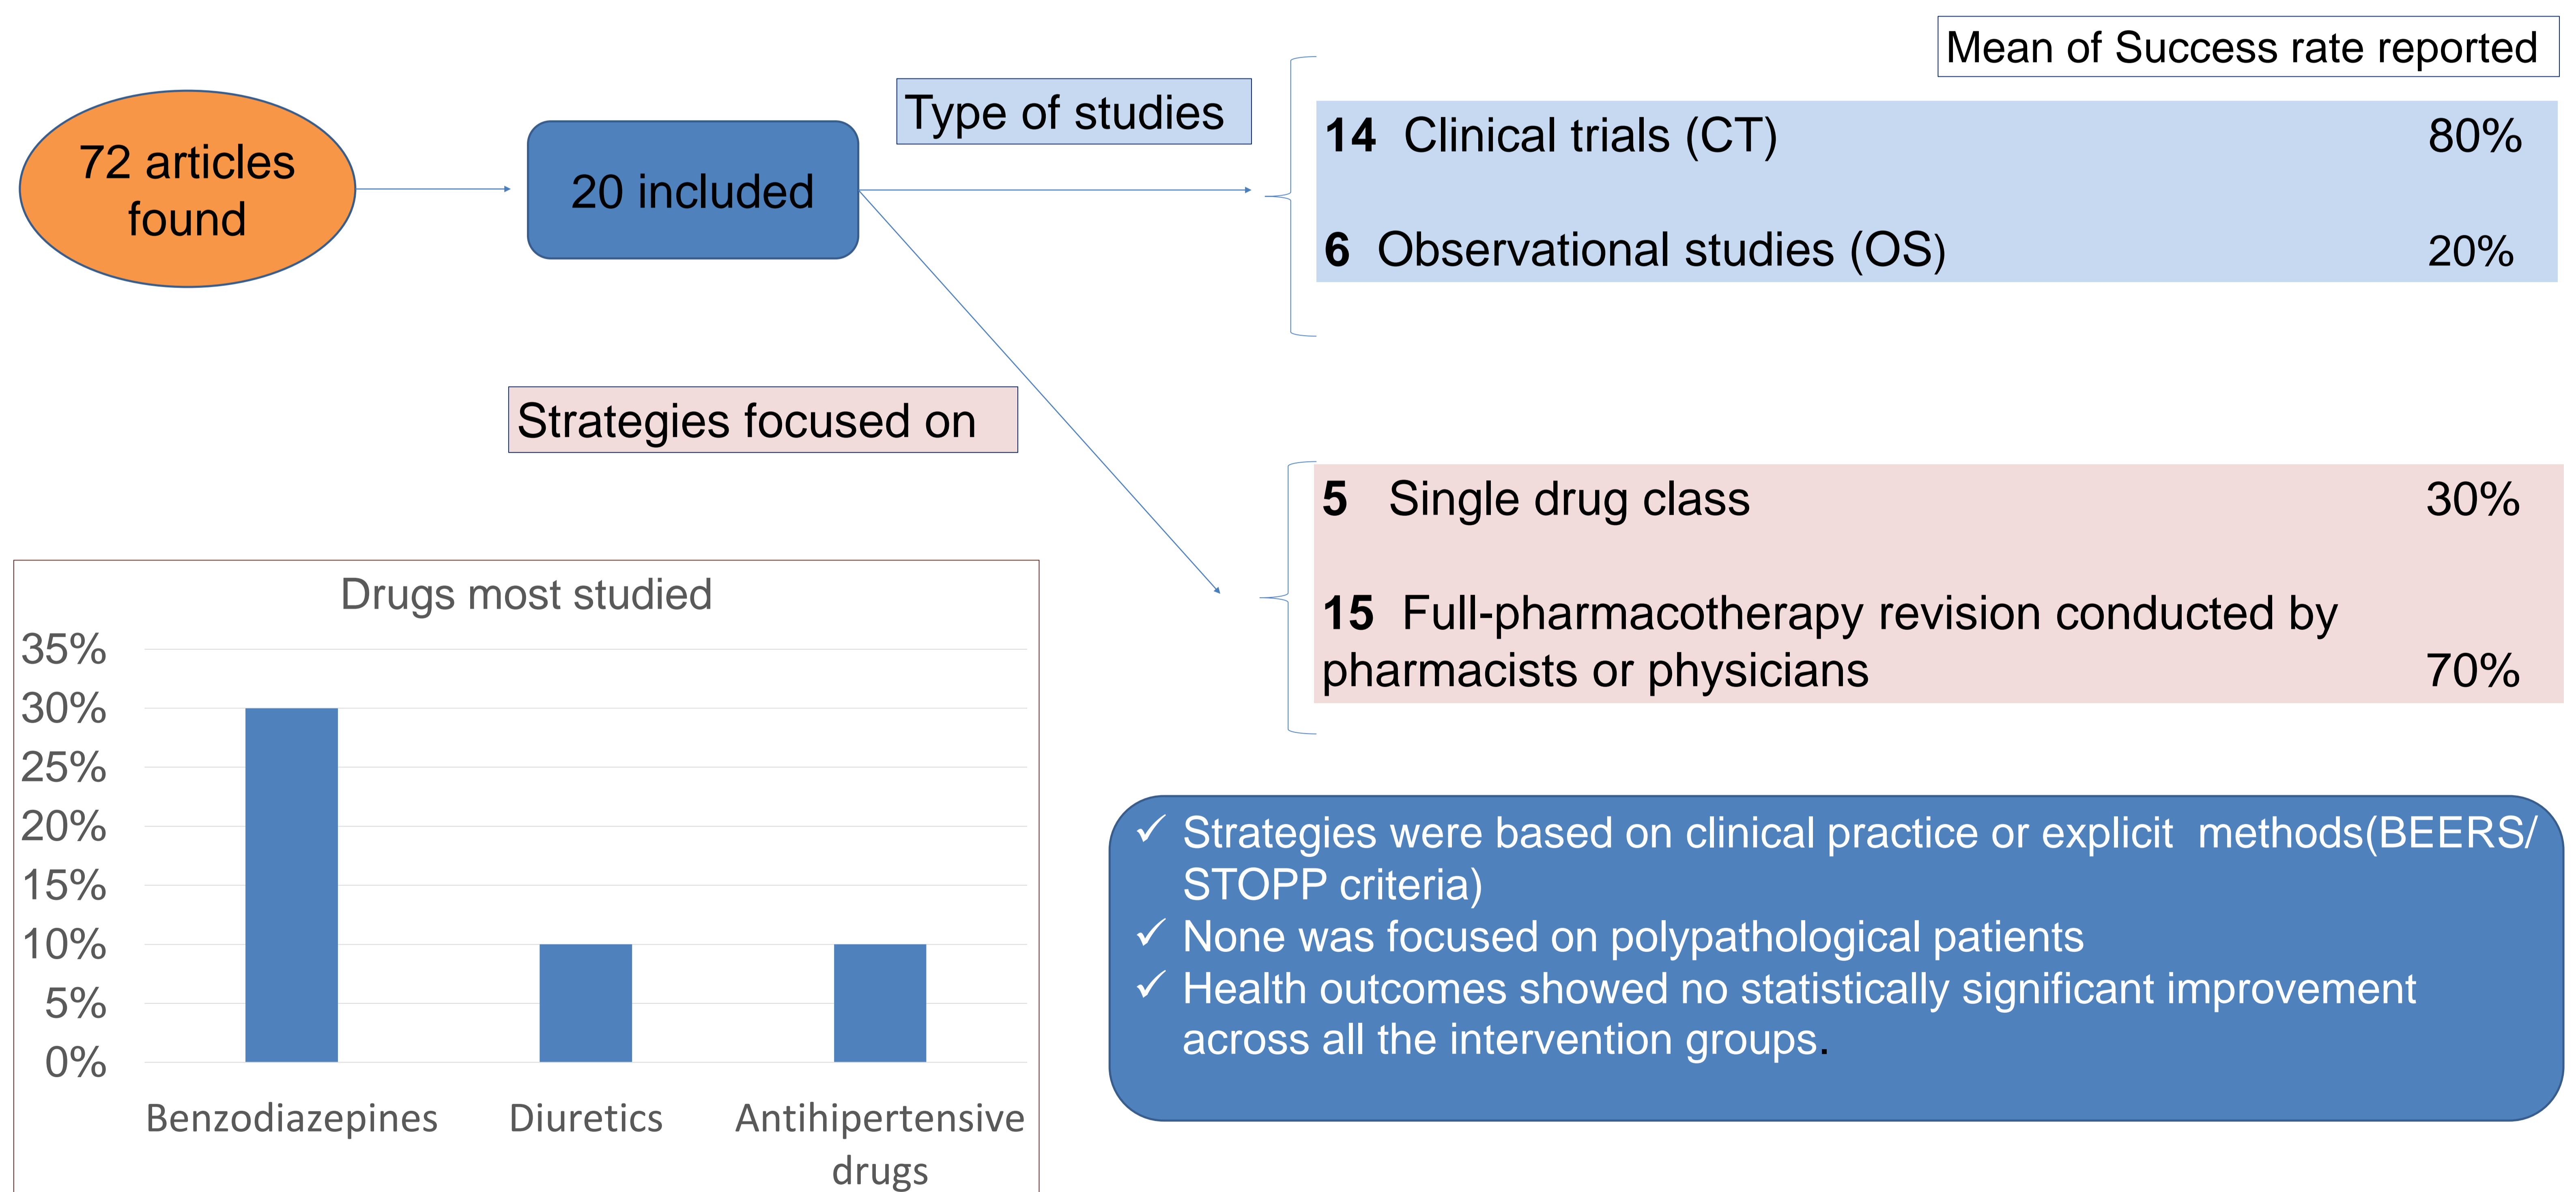 Mean of Success rate reported
72 articles
found
20 included
Type of studies
14 Clinical trials (CT) 80%
6 Observational studies (OS) 20%
Strategies focused on
5 Single drug class 30%
15 Full-pharmacotherapy revision conducted by
pharmacists or physicians 70%
Drugs most studied
35%
30%
25%
20%
15%
10%
5%
0%
Benzodiazepines
Diuretics
Antihipertensive
drugs
✓ Strategies were based on clinical practice or explicit methods(BEERS/
STOPP criteria)
✓ None was focused on polypathological patients
✓ Health outcomes showed no statistically significant improvement
across all the intervention groups.